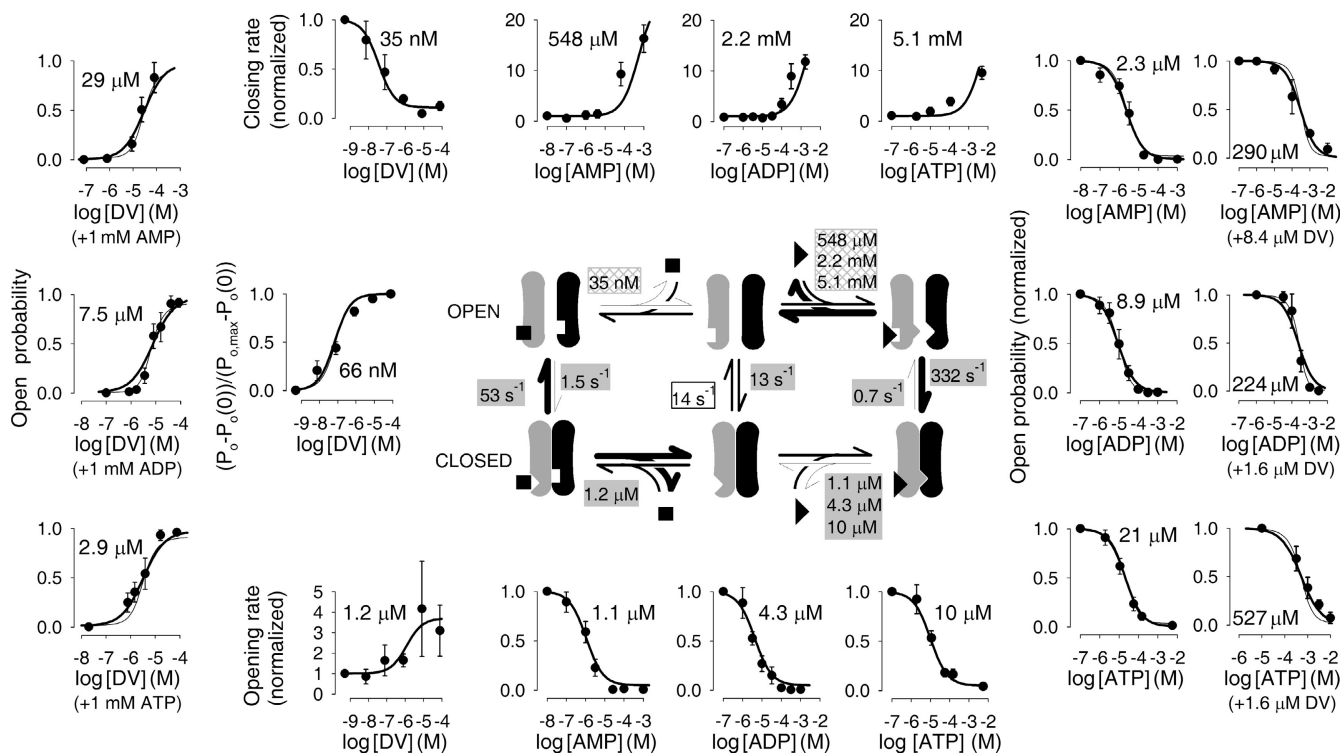 Closing rate
(normalized)
1.0
0.5
0.0
35 nM
-9 -8 -7 -6 -5 -4
log[DV] (M)
20
10
0
548 µM
-8 -7 -6 -5 -4 -3
log[AMP] (M)
20
10
0
2.2 mM
-7 -6 -5 -4 -3 -2
log[ADP] (M)
20
10
0
5.1 mM
-7 -6 -5 -4 -3 -2
log[ATP] (M)
Open probability
1.0
0.5
0.0
29 µM
-7 -6 -5 -4 -3
log[DV] (M)
(+1 mM AMP)
1.0
0.5
0.0
7.5 µM
-7 -6 -5 -4
log[DV] (M)
(+1 mM ADP)
1.0
0.5
0.0
2.9 µM
-7 -6 -5 -4
log[DV] (M)
(+1 mM ATP)
(Po-Po(0))/(Po,max-Po(0))
1.0
0.5
0.0
66 nM
-9 -8 -7 -6 -5 -4
log[DV] (M)
OPEN
CLOSED
35 nM
548 µM
2.2 mM
5.1 mM
53 s-1
1.5 s-1
14 s-1
13 s-1
0.7 s-1
332 s-1
1.2 µM
1.1 µM
4.3 µM
10 µM
Opening rate
(normalized)
5
4
3
2
1
0
1.2 µM
-9 -8 -7 -6 -5 -4
log[DV] (M)
1.0
0.5
0.0
1.1 µM
-8 -7 -6 -5 -4 -3
log[AMP] (M)
1.0
0.5
0.0
4.3 µM
-7 -6 -5 -4 -3 -2
log[ADP] (M)
1.0
0.5
0.0
10 µM
-7 -6 -5 -4 -3 -2
log[ATP] (M)
Open probability (normalized)
1.0
0.5
0.0
2.3 µM
-8 -7 -6 -5 -4 -3
log[AMP] (M)
1.0
0.5
0.0
290 µM
-7 -6 -5 -4 -3 -2
log[AMP] (M)
(+8.4 µM DV)
1.0
0.5
0.0
8.9 µM
-7 -6 -5 -4 -3 -2
log[ADP] (M)
1.0
0.5
0.0
224 µM
-7 -6 -5 -4 -3 -2
log[ADP] (M)
(+1.6 µM DV)
1.0
0.5
0.0
21 µM
-7 -6 -5 -4 -3 -2
log[ATP] (M)
1.0
0.5
0.0
527 µM
-6 -5 -4 -3 -2
log[ATP] (M)
(+1.6 µM DV)